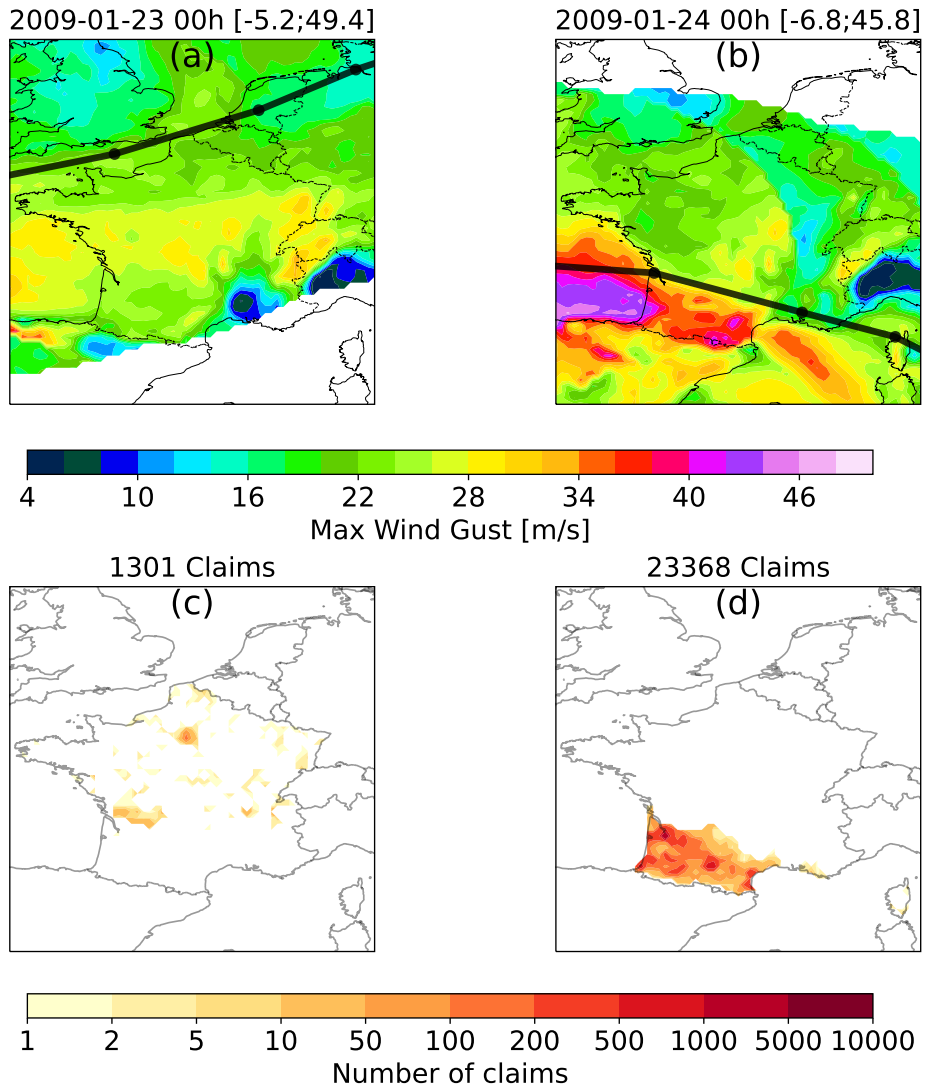 2009-01-23 00h [-5.2;49.4]
2009-01-24 00h [-6.8;45.8]
(a)
(b)
4 10 16 22 28 34 40 46
Max Wind Gust [m/s]
1301 Claims
23368 Claims
(c)
(d)
1 2 5 10 50 100 200 500 1000 5000 10000
Number of claims